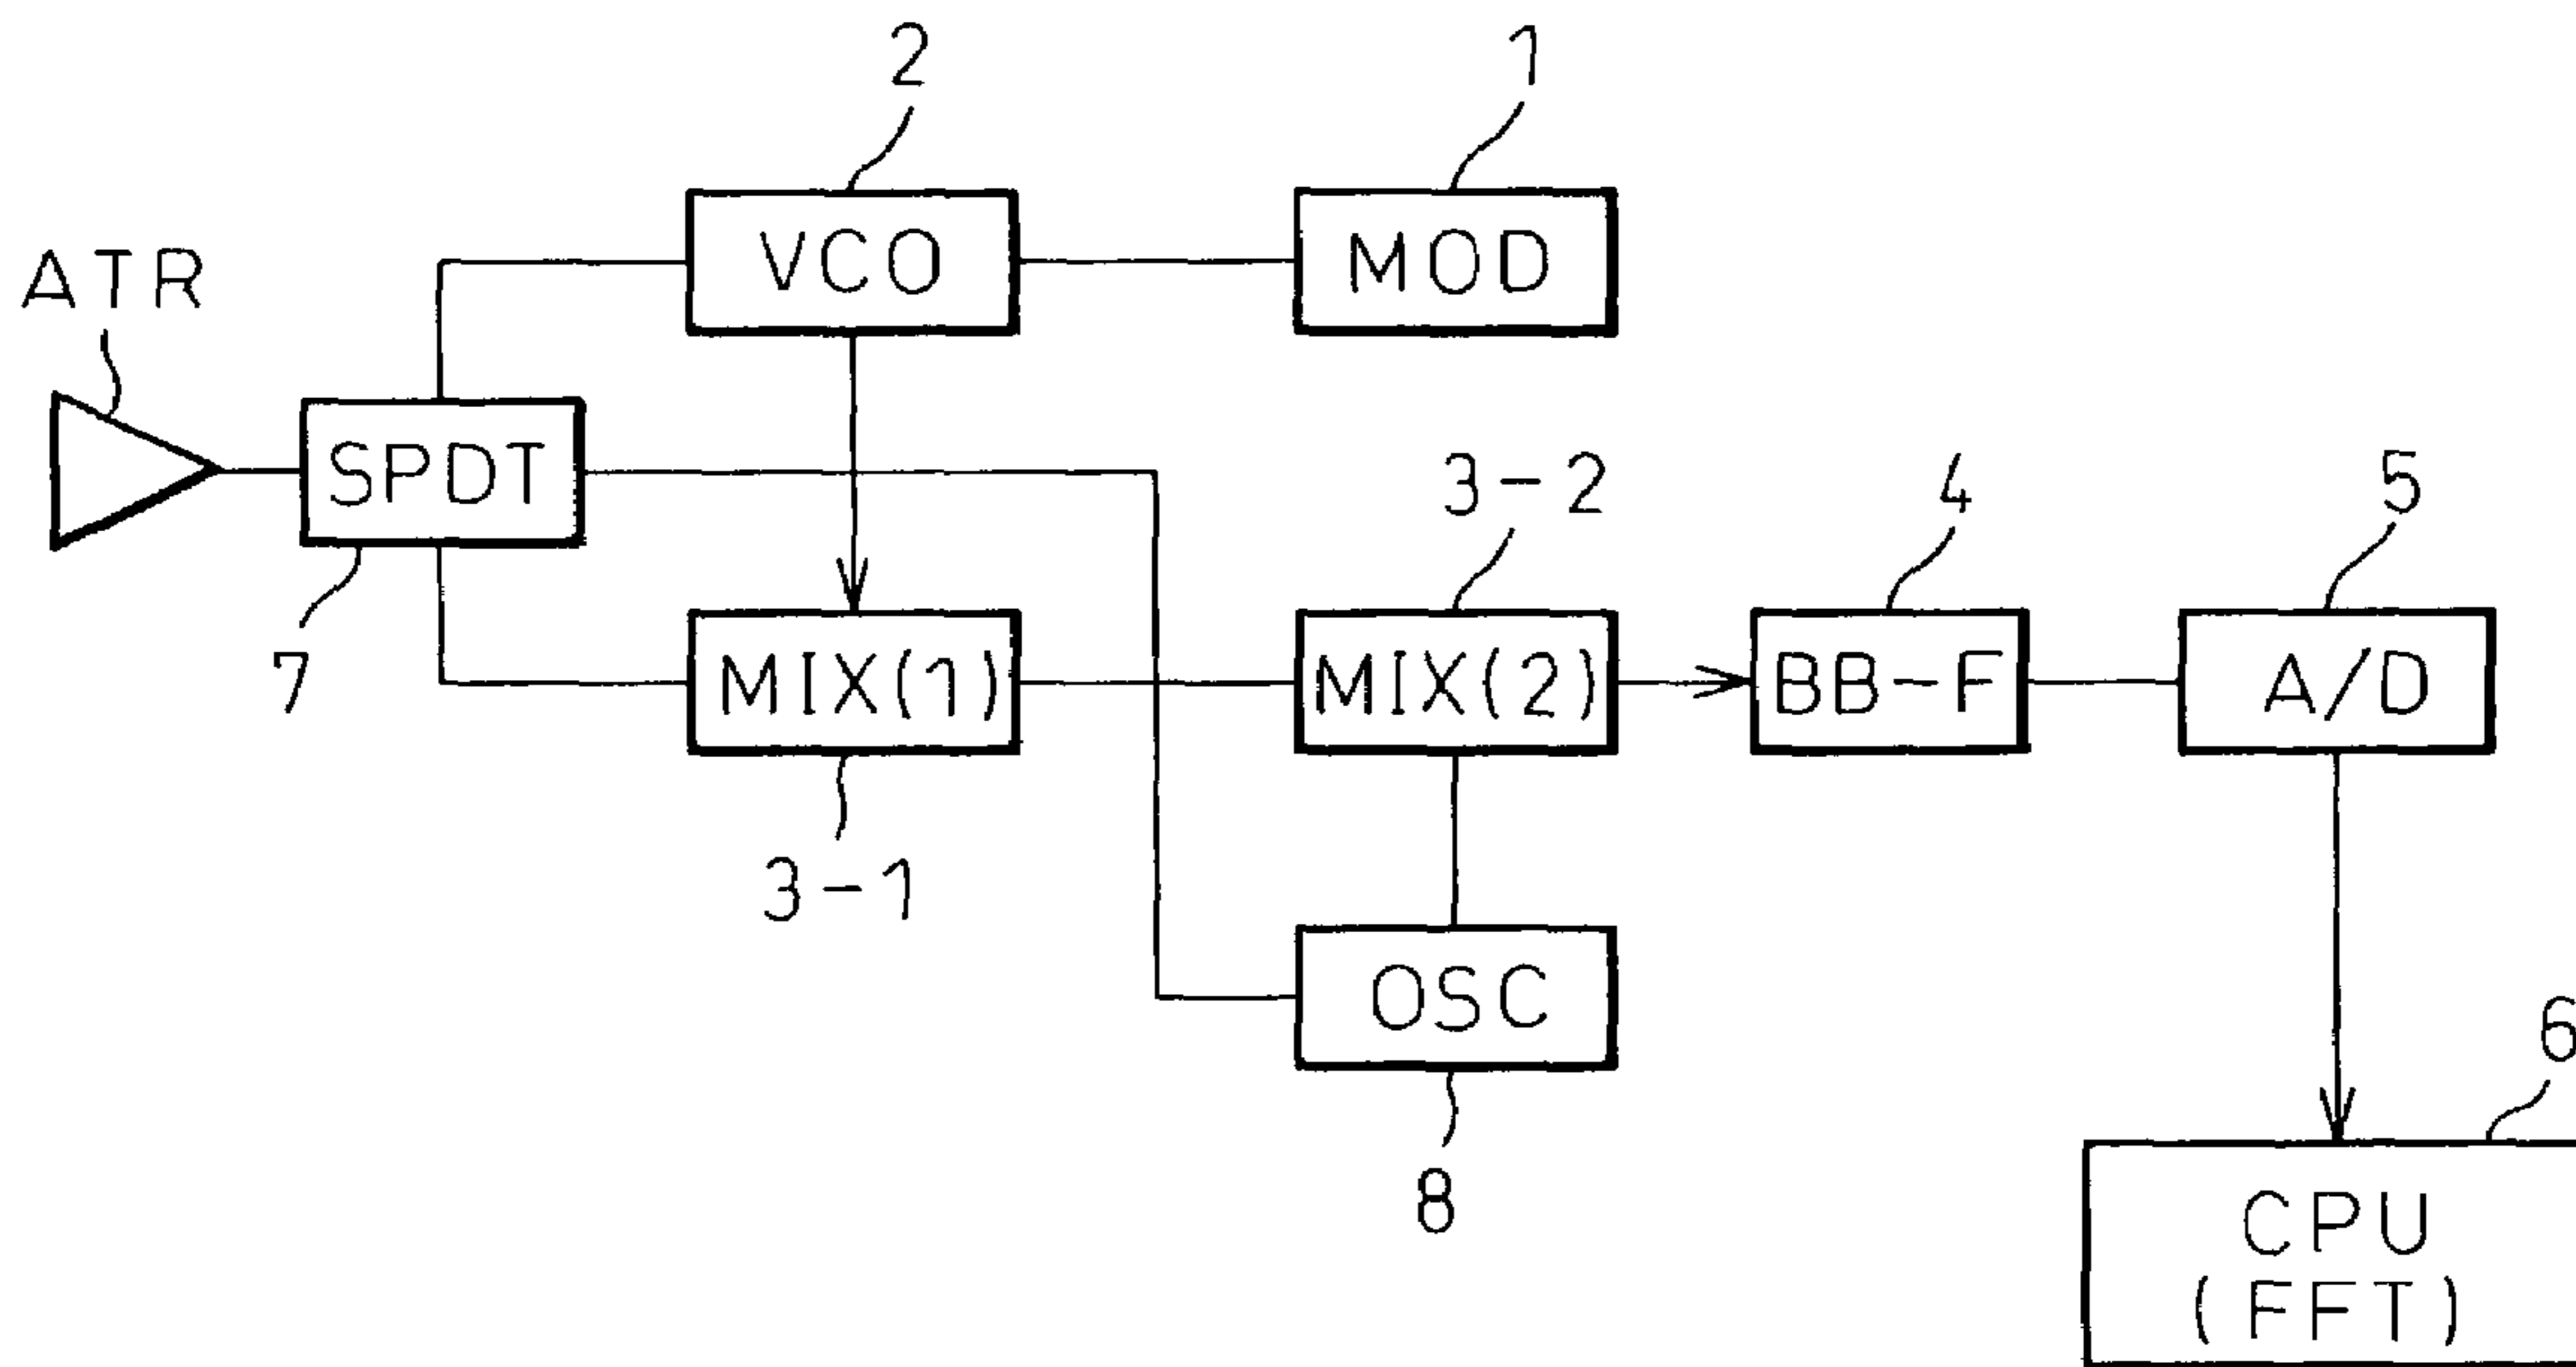 2
1
VCO
MOD
ATR
SPDT
3-2
4
5
7
MIX(1)
MIX(2)
BB-F
A/D
3-1
OSC
6
8
CPU
(FFT)